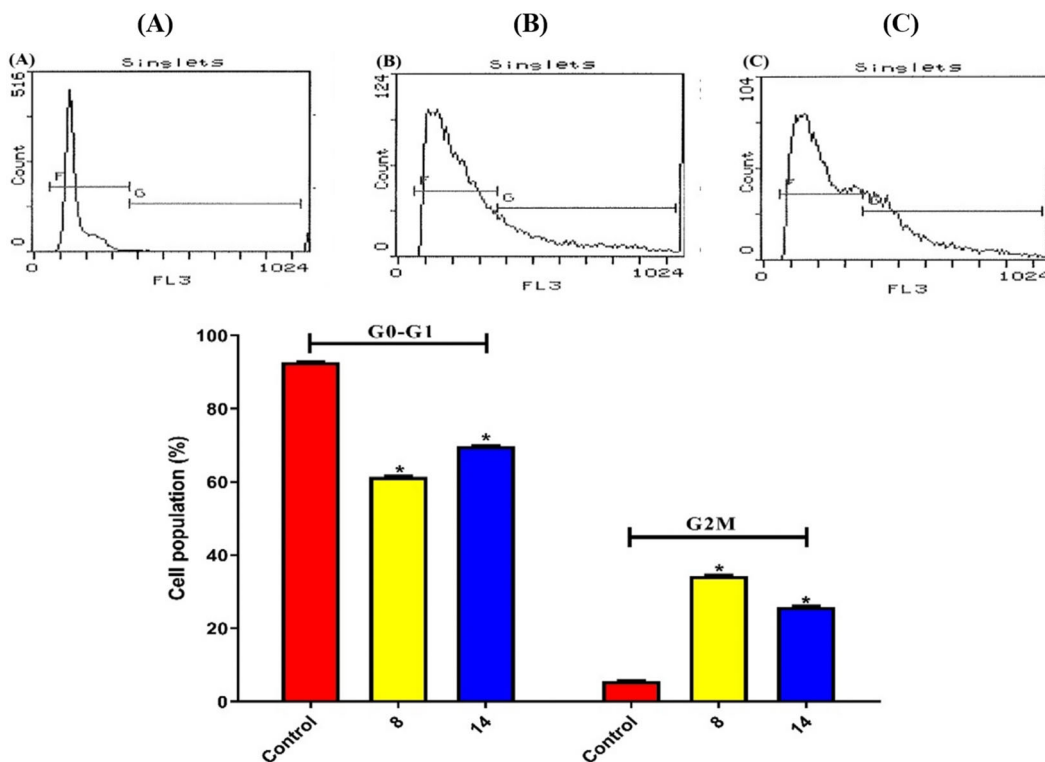 (A) (B) (C)
(A) Singlets
516
Count
0
F
G
0 1024
FL3
(B) Singlets
124
Count
0
F
G
0 1024
FL3
(C) Singlets
104
Count
0
F
0 1024
FL3
G0-G1
G2M
Cell population (%)
100
80
60
40
20
0
* *
* *
Control 8 14 Control 8 14